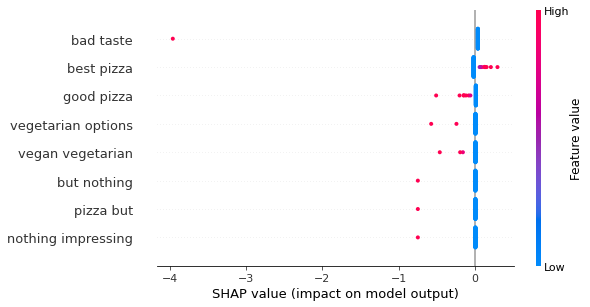 High
bad taste
best pizza
good pizza
vegetarian options
vegan vegetarian
but nothing
pizza but
nothing impressing
Feature value
Low
−4 −3 −2 −1 0
SHAP value (impact on model output)